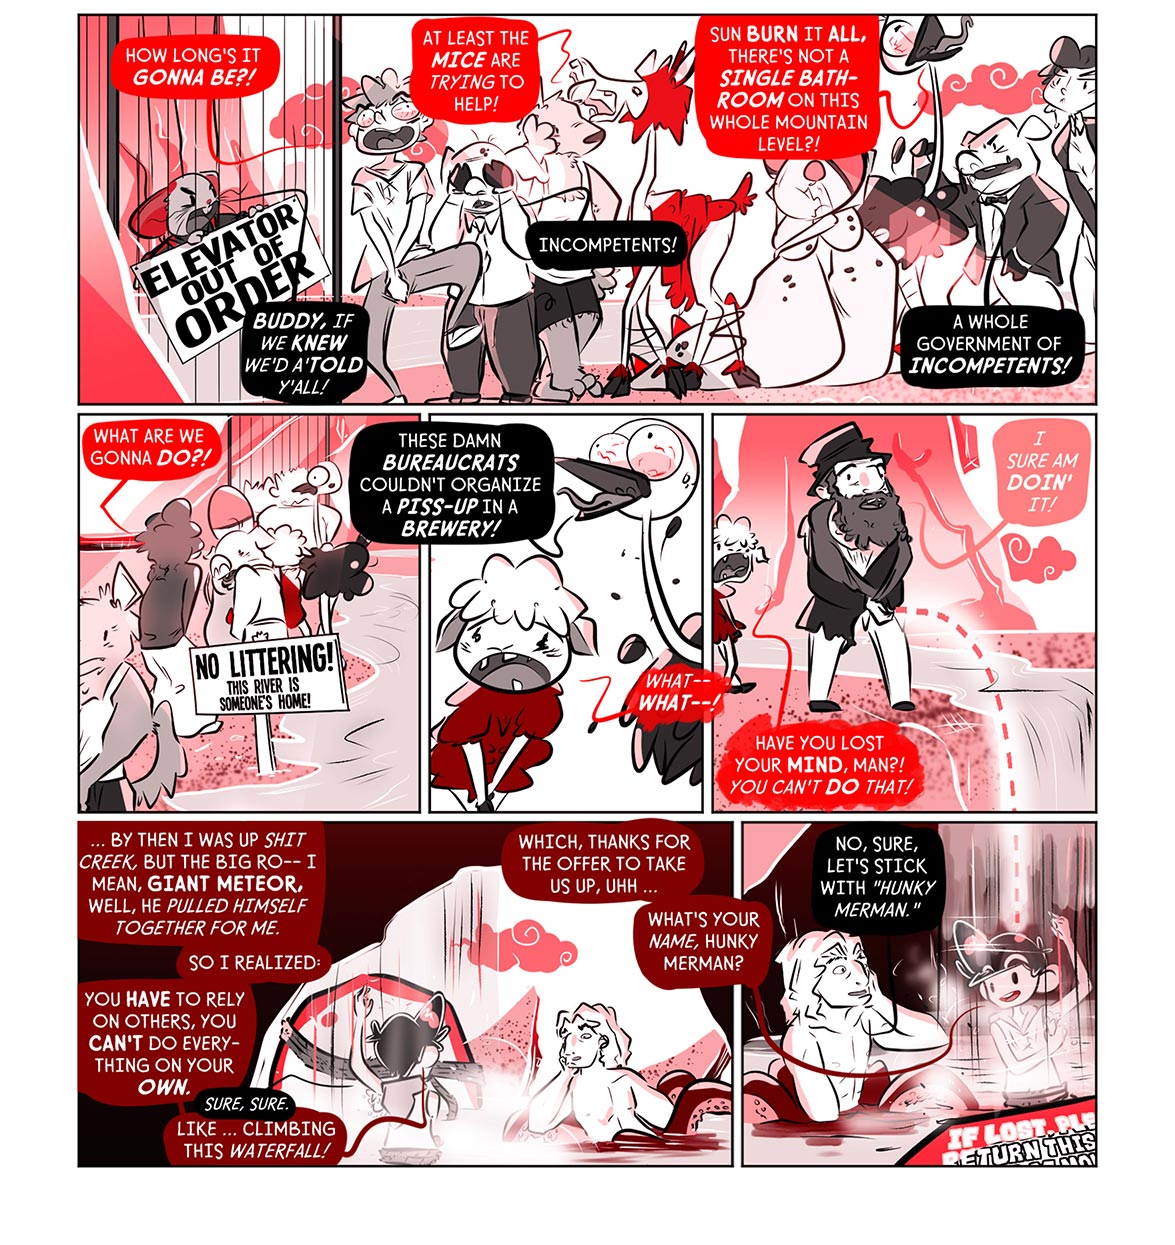 HOW LONG'S IT
GONNA BE?!
AT LEAST THE
MICE ARE
TRYING TO
HELP!
SUN BURN IT ALL,
THERE'S NOT A
SINGLE BATH-
ROOM ON THIS
WHOLE MOUNTAIN
LEVEL?!
ELEVATOR
OUT OF
ORDER
INCOMPETENTS!
BUDDY, IF
WE KNEW
WE'D A'TOLD
Y'ALL!
A WHOLE
GOVERNMENT OF
INCOMPETENTS!
WHAT ARE WE
GONNA DO?!
NO LITTERING!
THIS RIVER IS
SOMEONE'S HOME!
THESE DAMN
BUREAUCRATS
COULDN'T ORGANIZE
A PISS-UP IN A
BREWERY!
WHAT--
WHAT--!
I
SURE AM
DOIN'
IT!
HAVE YOU LOST
YOUR MIND, MAN?!
YOU CAN'T DO THAT!
... BY THEN I WAS UP SHIT
CREEK, BUT THE BIG RO-- I
MEAN, GIANT METEOR,
WELL, HE PULLED HIMSELF
TOGETHER FOR ME.
SO I REALIZED:
YOU HAVE TO RELY
ON OTHERS, YOU
CAN'T DO EVERY-
THING ON YOUR
OWN.
SURE, SURE.
LIKE ... CLIMBING
THIS WATERFALL!
WHICH, THANKS FOR
THE OFFER TO TAKE
US UP, UHH ...
WHAT'S YOUR
NAME, HUNKY
MERMAN?
NO, SURE,
LET'S STICK
WITH "HUNKY
MERMAN."
IF LOST, PLE
RETURN THIS